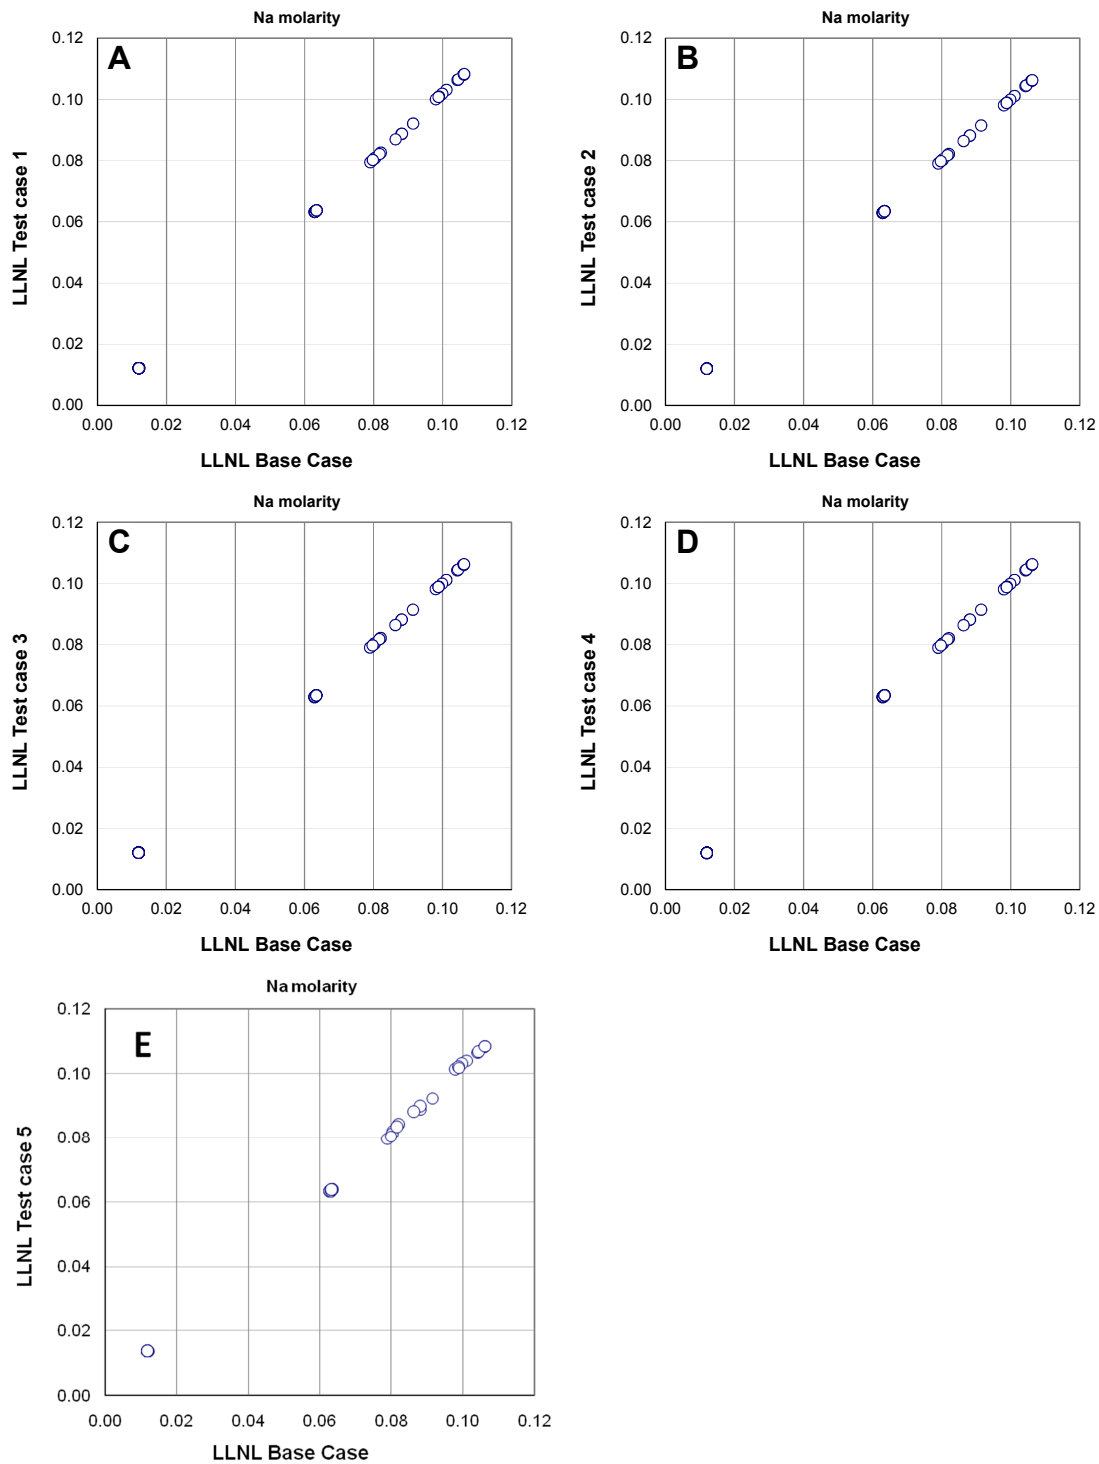 Na molarity
A
0.12
0.10
0.08
0.06
0.04
0.02
0.00
LLNL Test case 1
0.00 0.02 0.04 0.06 0.08 0.10 0.12
LLNL Base Case
Na molarity
B
0.12
0.10
0.08
0.06
0.04
0.02
0.00
LLNL Test case 2
0.00 0.02 0.04 0.06 0.08 0.10 0.12
LLNL Base Case
Na molarity
C
0.12
0.10
0.08
0.06
0.04
0.02
0.00
LLNL Test case 3
0.00 0.02 0.04 0.06 0.08 0.10 0.12
LLNL Base Case
Na molarity
D
0.12
0.10
0.08
0.06
0.04
0.02
0.00
LLNL Test case 4
0.00 0.02 0.04 0.06 0.08 0.10 0.12
LLNL Base Case
Na molarity
E
0.12
0.10
0.08
0.06
0.04
0.02
0.00
LLNL Test case 5
0.00 0.02 0.04 0.06 0.08 0.10 0.12
LLNL Base Case